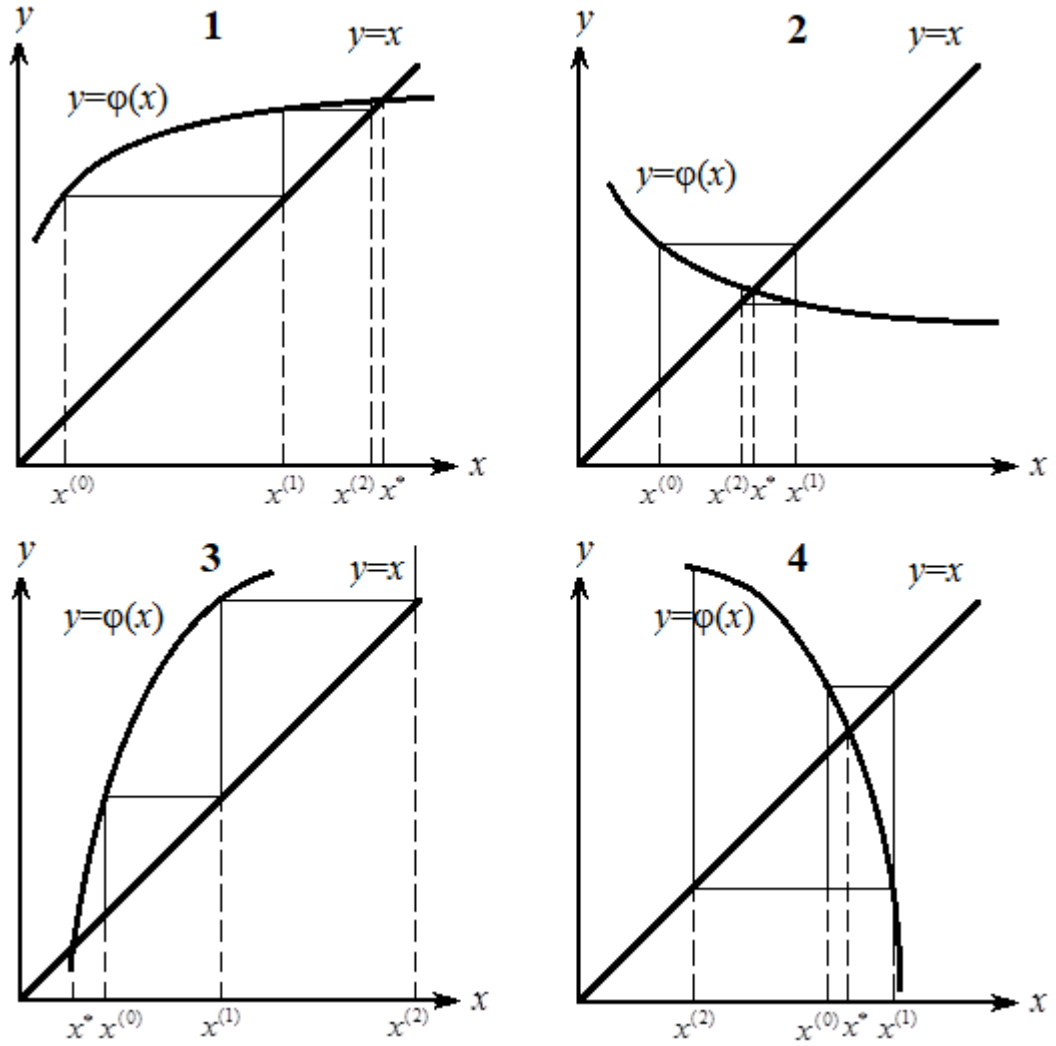 y 1 y=x
y=φ(x)
x
x⁽⁰⁾ x⁽¹⁾ x⁽²⁾ x*
y 2 y=x
y=φ(x)
x
x⁽⁰⁾ x⁽²⁾ x* x⁽¹⁾
y 3 y=x
y=φ(x)
x
x* x⁽⁰⁾ x⁽¹⁾ x⁽²⁾
y 4 y=x
y=φ(x)
x
x⁽²⁾ x⁽⁰⁾ x* x⁽¹⁾